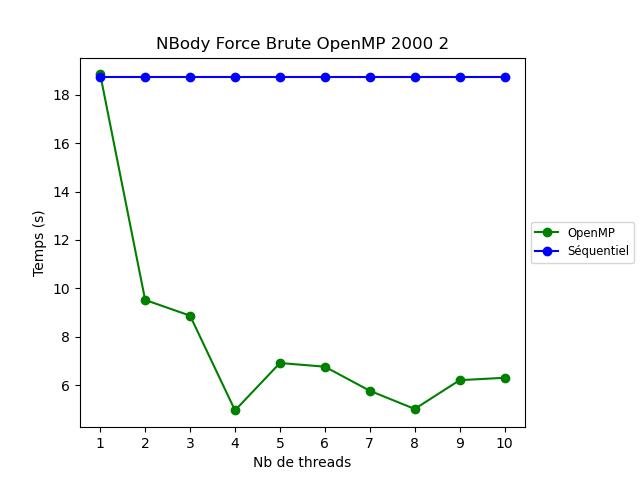 NBody Force Brute OpenMP 2000 2
Temps (s)
18
16
14
12
10
8
6
1 2 3 4 5 6 7 8 9 10
Nb de threads
OpenMP
Séquentiel